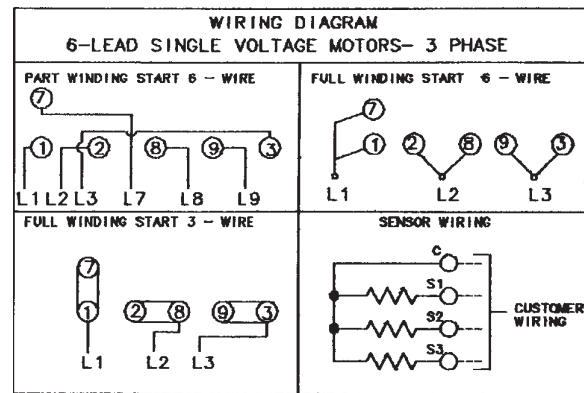 WIRING DIAGRAM
6-LEAD SINGLE VOLTAGE MOTORS- 3 PHASE
PART WINDING START 6 - WIRE
7
1 2 8 9 3
L1 L2 L3 L7 L8 L9
FULL WINDING START 6 - WIRE
7
1 2 8 9 3
L1 L2 L3
FULL WINDING START 3 - WIRE
7
1 2 8 9 3
L1 L2 L3
SENSOR WIRING
C
S1
S2
S3
CUSTOMER
WIRING